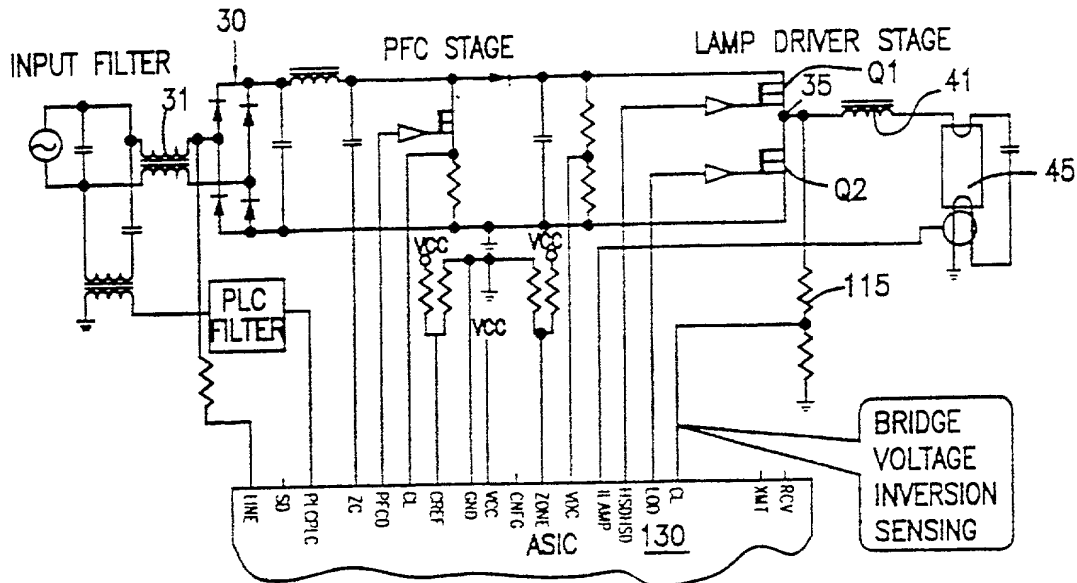 30
PFC STAGE
LAMP DRIVER STAGE
INPUT FILTER
31
Q1
35
41
Q2
45
VCC
VCC
115
PLC
FILTER
VCC
BRIDGE
VOLTAGE
INVERSION
SENSING
LINE
SD
PLCPLC
ZC
PFCO
CL
CREF
GND
VCC
CNFG
ZONE
VDC
ILAMP
HSDHSD
LOD
CL
XMT
RCV
ASIC
130